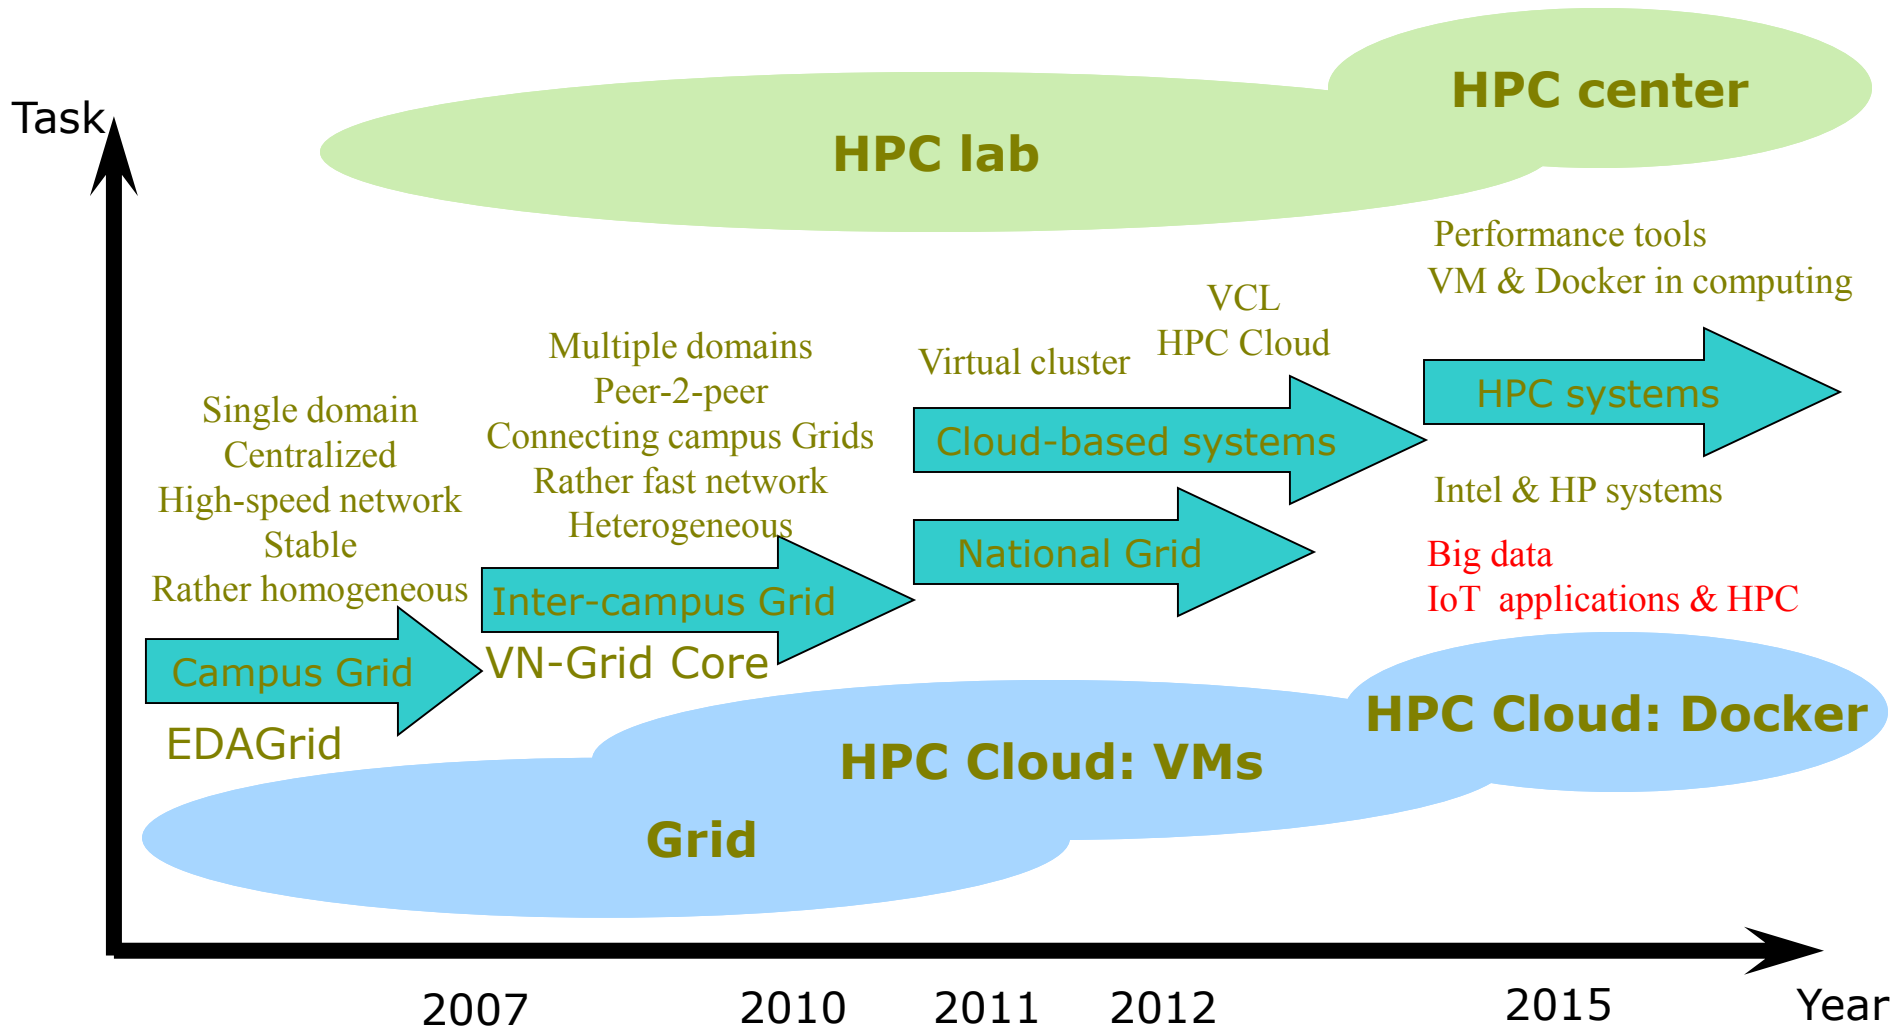 HPC center
Task
HPC lab
Performance tools
VM & Docker in computing
VCL
HPC Cloud
Virtual cluster
Multiple domains
Peer-2-peer
Connecting campus Grids
Rather fast network
Heterogeneous
Single domain
Centralized
High-speed network
Stable
Rather homogeneous
HPC systems
Cloud-based systems
Intel & HP systems
National Grid
Big data
IoT  applications & HPC
Inter-campus Grid
VN-Grid Core
Campus Grid
EDAGrid
HPC Cloud: Docker
HPC Cloud: VMs
Grid
2007
2010
2011
2012
2015
Year